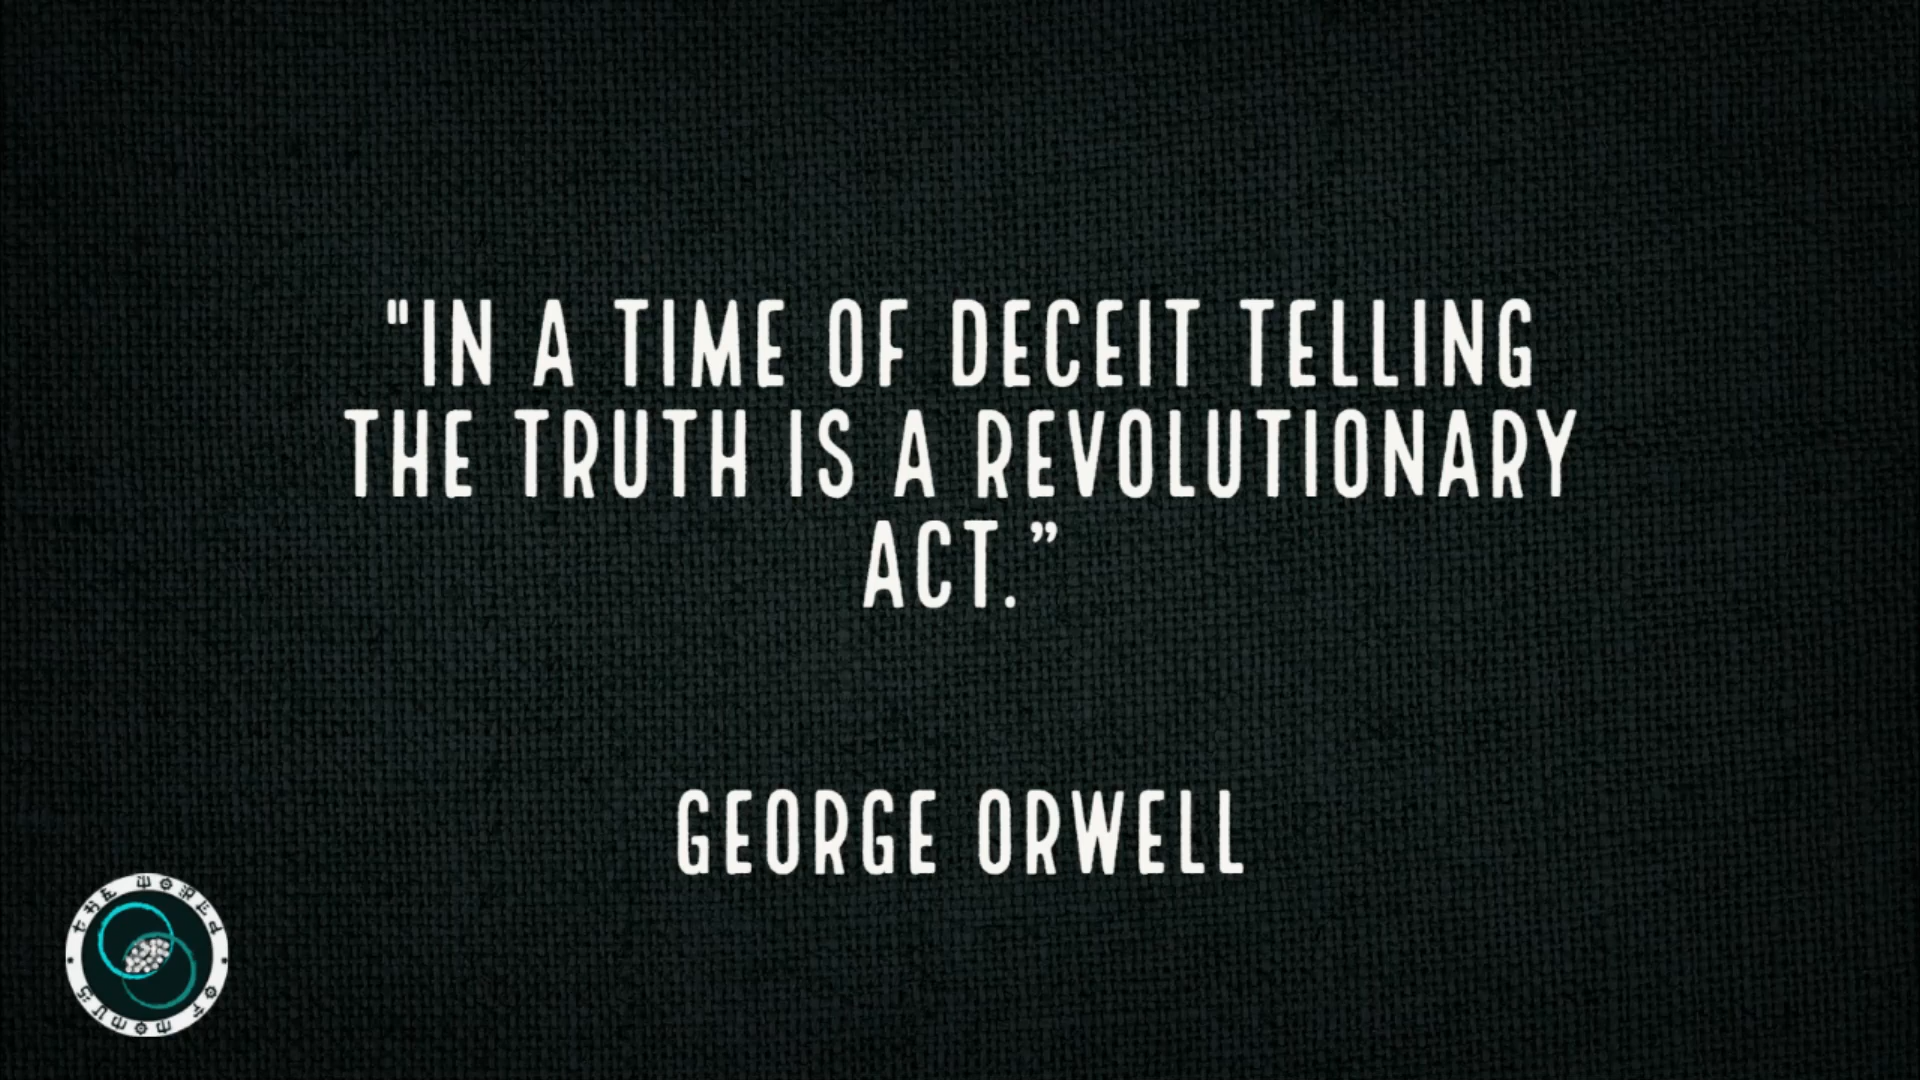 "IN A TIME OF DECEIT TELLING
THE TRUTH IS A REVOLUTIONARY
ACT.”
GEORGE ORWELL